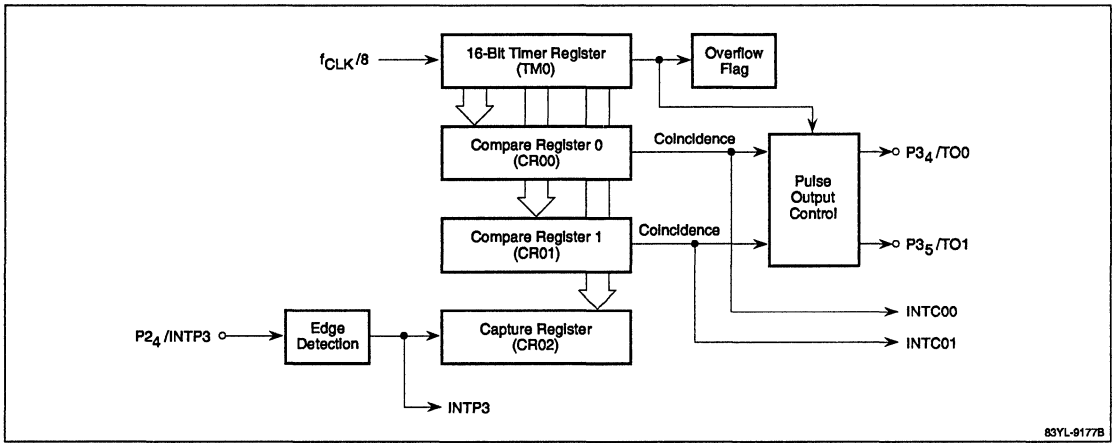 fCLK/8
16-Bit Timer Register
(TM0)
Overflow
Flag
Compare Register 0
(CR00)
Coincidence
Pulse
Output
Control
P34/TO0
Compare Register 1
(CR01)
Coincidence
P35/TO1
INTC00
P24/INTP3
Edge
Detection
Capture Register
(CR02)
INTC01
INTP3
83YL-9177B